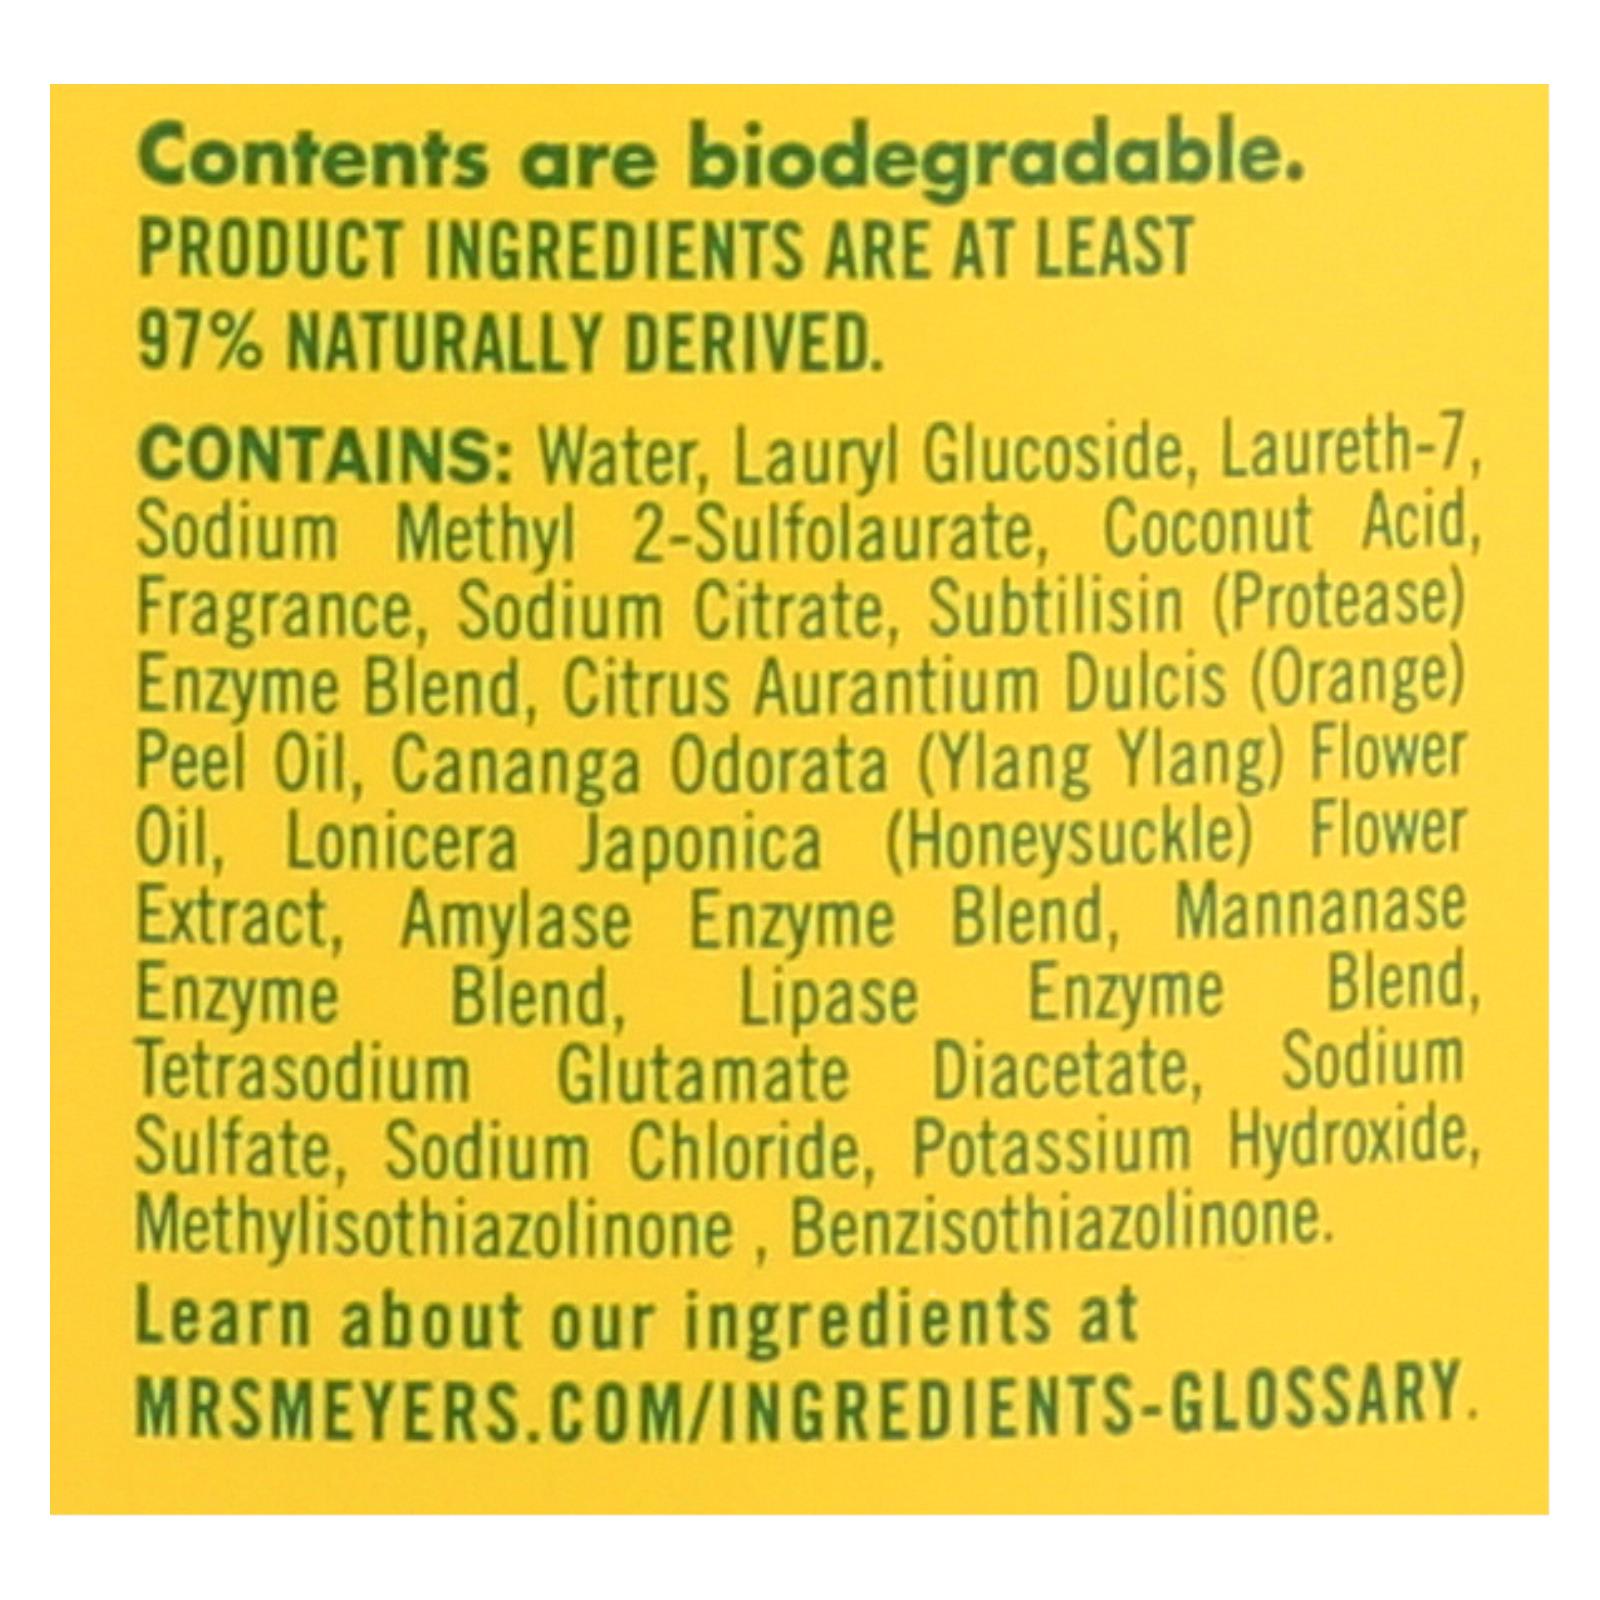 Contents are biodegradable.
PRODUCT INGREDIENTS ARE AT LEAST
97% NATURALLY DERIVED.
CONTAINS: Water, Lauryl Glucoside, Laureth-7,
Sodium Methyl 2-Sulfolaurate, Coconut Acid,
Fragrance, Sodium Citrate, Subtilisin (Protease)
Enzyme Blend, Citrus Aurantium Dulcis (Orange)
Peel Oil, Cananga Odorata (Ylang Ylang) Flower
Oil, Lonicera Japonica (Honeysuckle) Flower
Extract, Amylase Enzyme Blend, Mannanase
Enzyme Blend, Lipase Enzyme Blend,
Tetrasodium Glutamate Diacetate, Sodium
Sulfate, Sodium Chloride, Potassium Hydroxide,
Methylisothiazolinone , Benzisothiazolinone.
Learn about our ingredients at
MRSMEYERS.COM/INGREDIENTS-GLOSSARY.